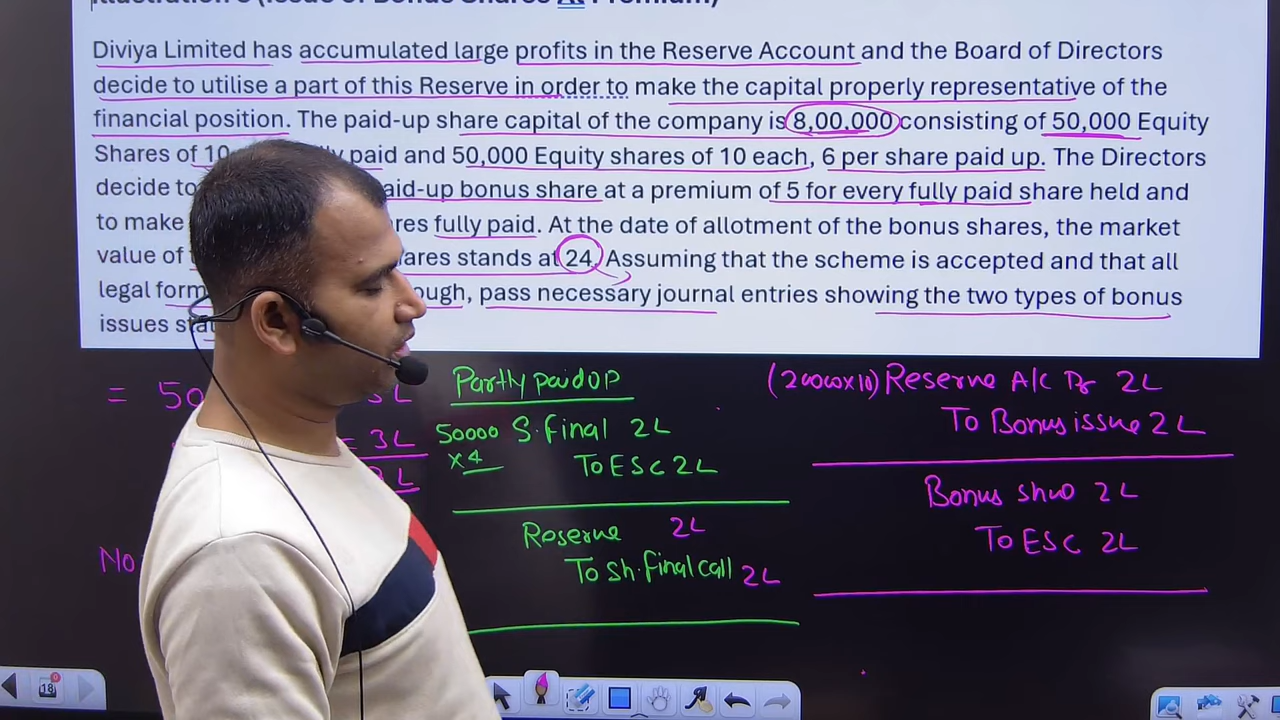 Diviya Limited has accumulated large profits in the Reserve Account and the Board of Directors
decide to utilise a part of this Reserve in order to make the capital properly representative of the
financial position. The paid-up share capital of the company is 8,00,000 consisting of 50,000 Equity
Shares of 10 paid and 50,000 Equity shares of 10 each, 6 per share paid up. The Directors
decide to paid-up bonus share at a premium of 5 for every fully paid share held and
to make fully paid. At the date of allotment of the bonus shares, the market
value of stands at 24. Assuming that the scheme is accepted and that all
legal pass necessary journal entries showing the two types of bonus
issues
= 50
= 3L
No
Partly paid up
50000 S. Final 2L
x4 To ESC 2L
Reserve 2L
To Sh. Final call 2L
(20000x10) Reserve A/c Dr 2L
To Bonus issue 2L
2L
To ESC 2L
18